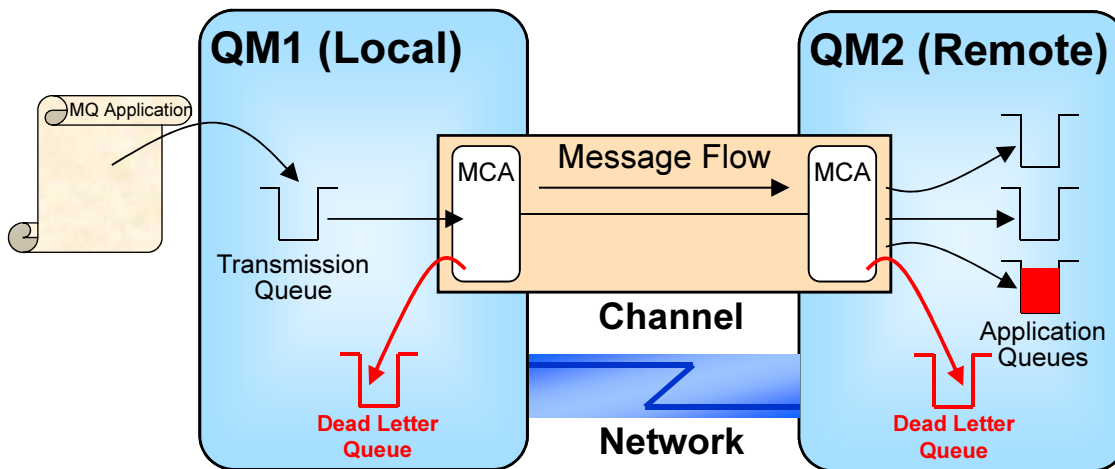 QM1 (Local)
QM2 (Remote)
MQ Application
MCA
Message Flow
MCA
Transmission
Queue
Channel
Application
Queues
Dead Letter
Queue
Network
Dead Letter
Queue